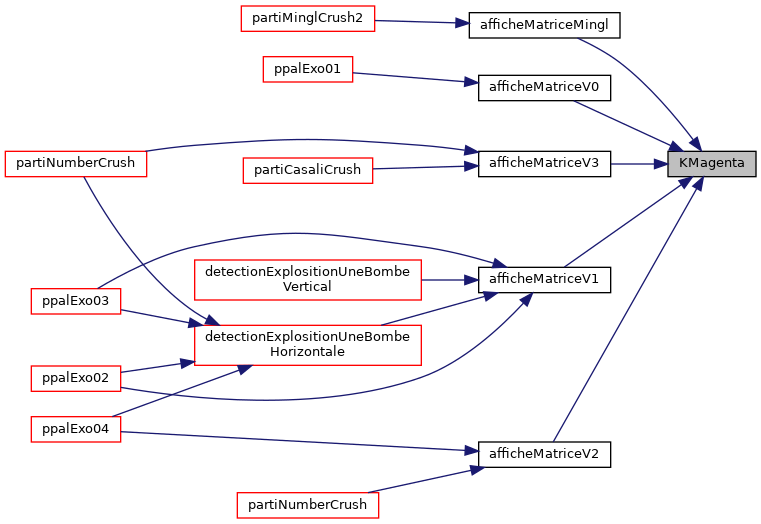 partiMinglCrush2
afficheMatriceMingl
ppalExo01
afficheMatriceV0
partiNumberCrush
partiCasaliCrush
afficheMatriceV3
KMagenta
detectionExplositionUneBombe
Vertical
afficheMatriceV1
ppalExo03
detectionExplositionUneBombe
Horizontale
ppalExo02
ppalExo04
afficheMatriceV2
partiNumberCrush